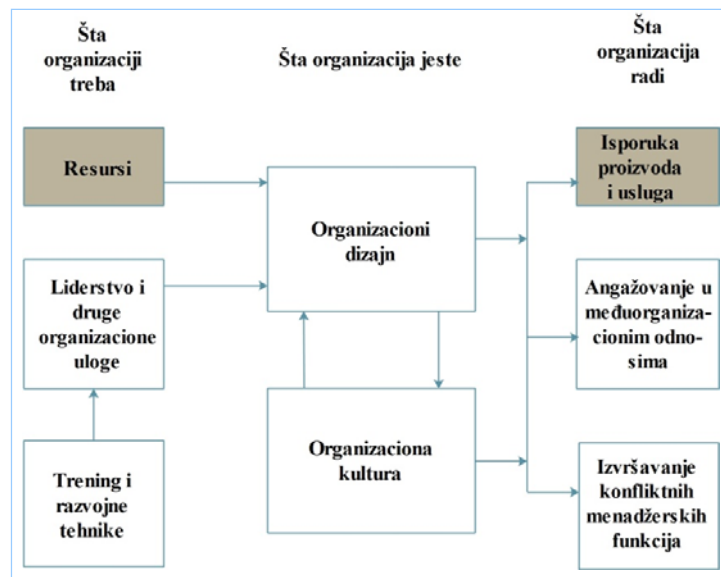 Šta
organizaciji
treba
Šta organizacija jeste
Šta
organizacija
radi
Resursi
Liderstvo i
druge
organizacione
uloge
Trening i
razvojne
tehnike
Organizacioni
dizajn
Organizaciona
kultura
Isporuka
proizvoda
i usluga
Angažovanje u
međuorganiza-
cionim odno-
sima
Izvršavanje
konfliktnih
menadžerskih
funkcija